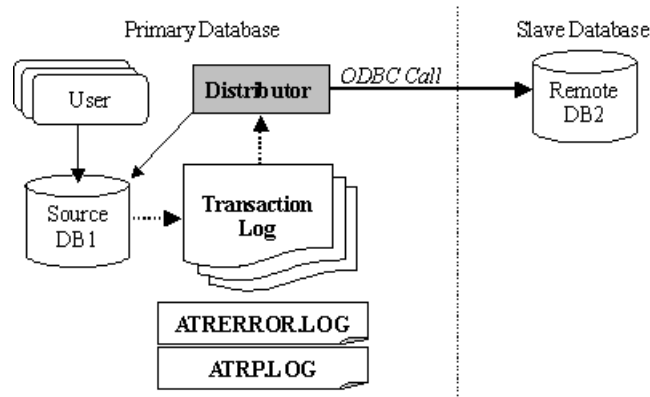 Primary Database
Slave Database
User
Distributor
ODBC Call
Remote
DB2
Source
DB1
Transaction
Log
ATRERROR.LOG
ATRP.LOG